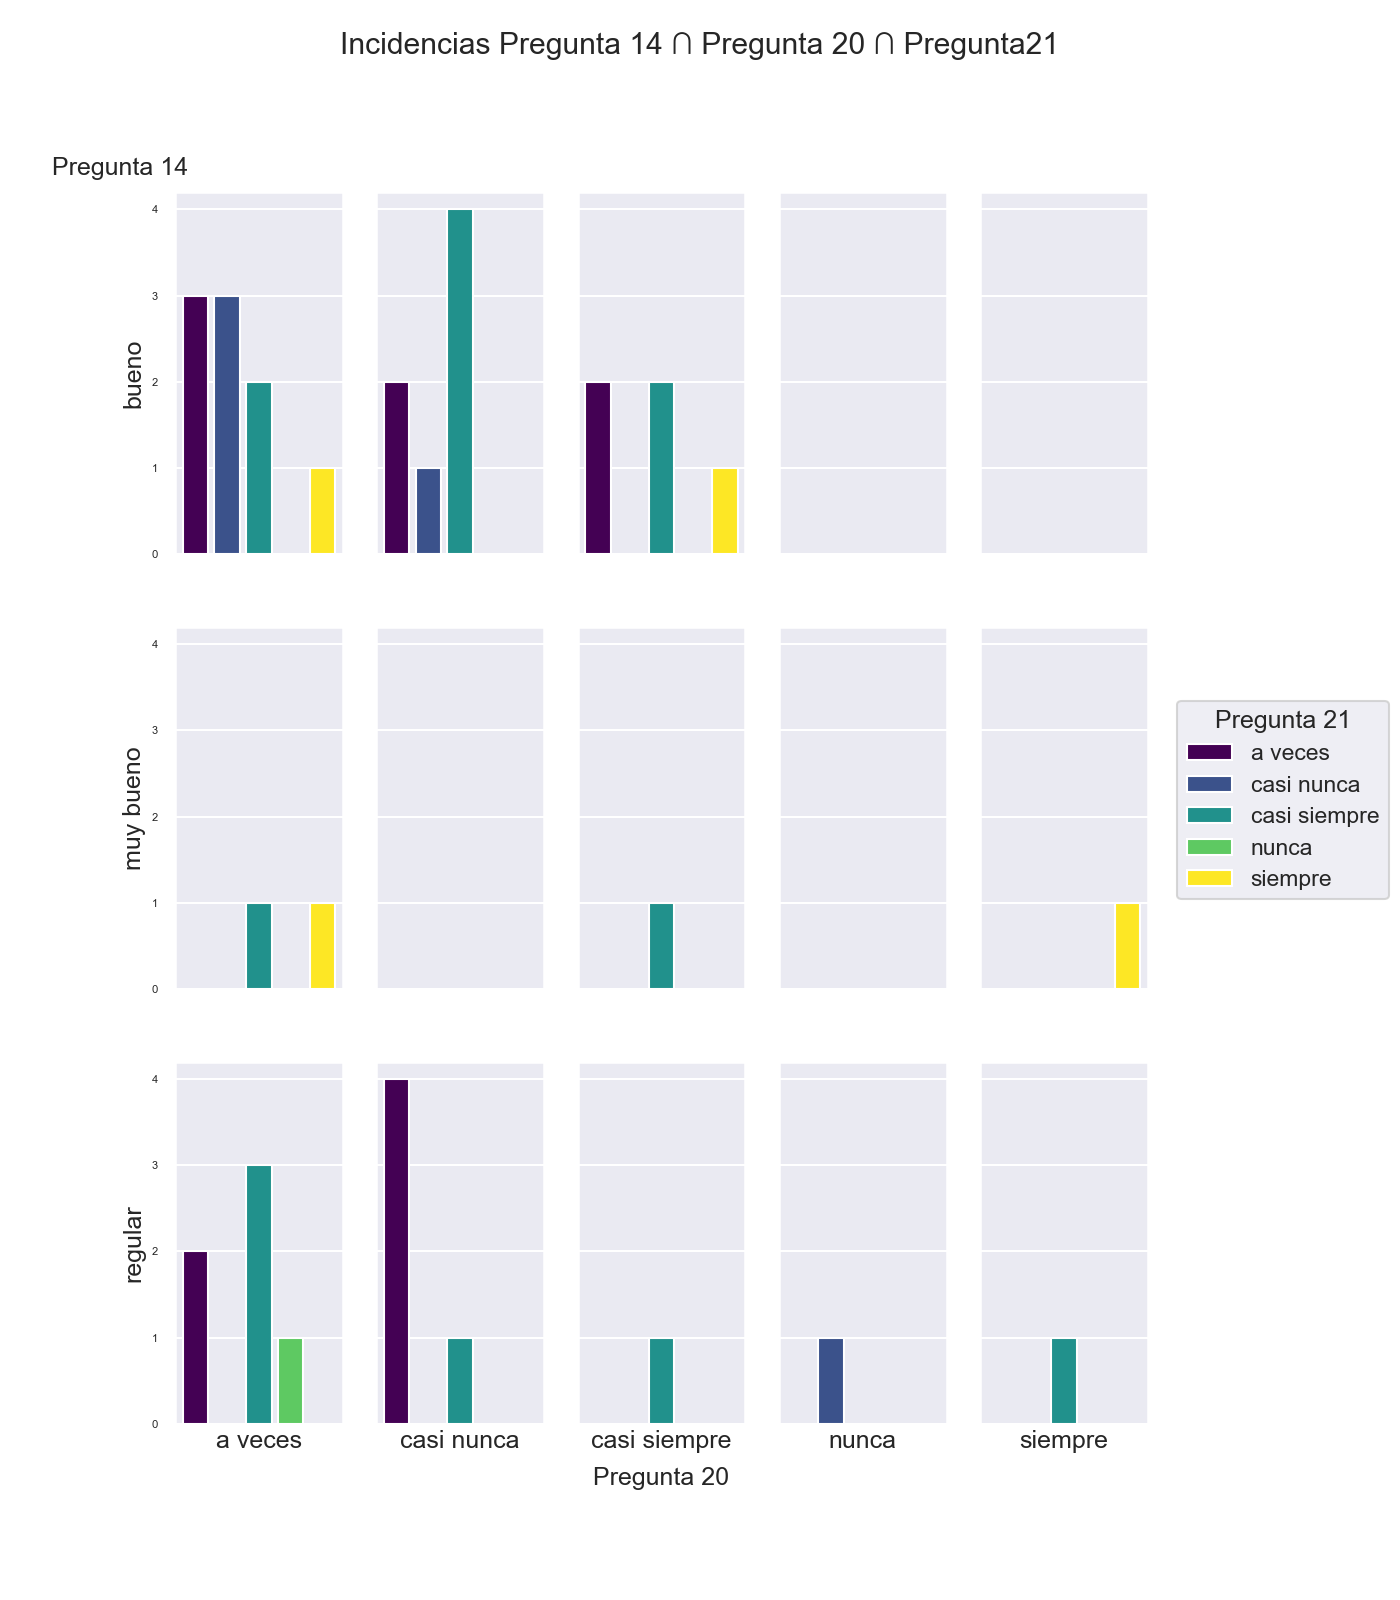 Incidencias Pregunta 14 ∩ Pregunta 20 ∩ Pregunta21
Pregunta 14
4
3
2
1
0
bueno
4
3
2
1
0
muy bueno
Pregunta 21
a veces
casi nunca
casi siempre
nunca
siempre
4
3
2
1
0
regular
a veces casi nunca casi siempre nunca siempre
Pregunta 20